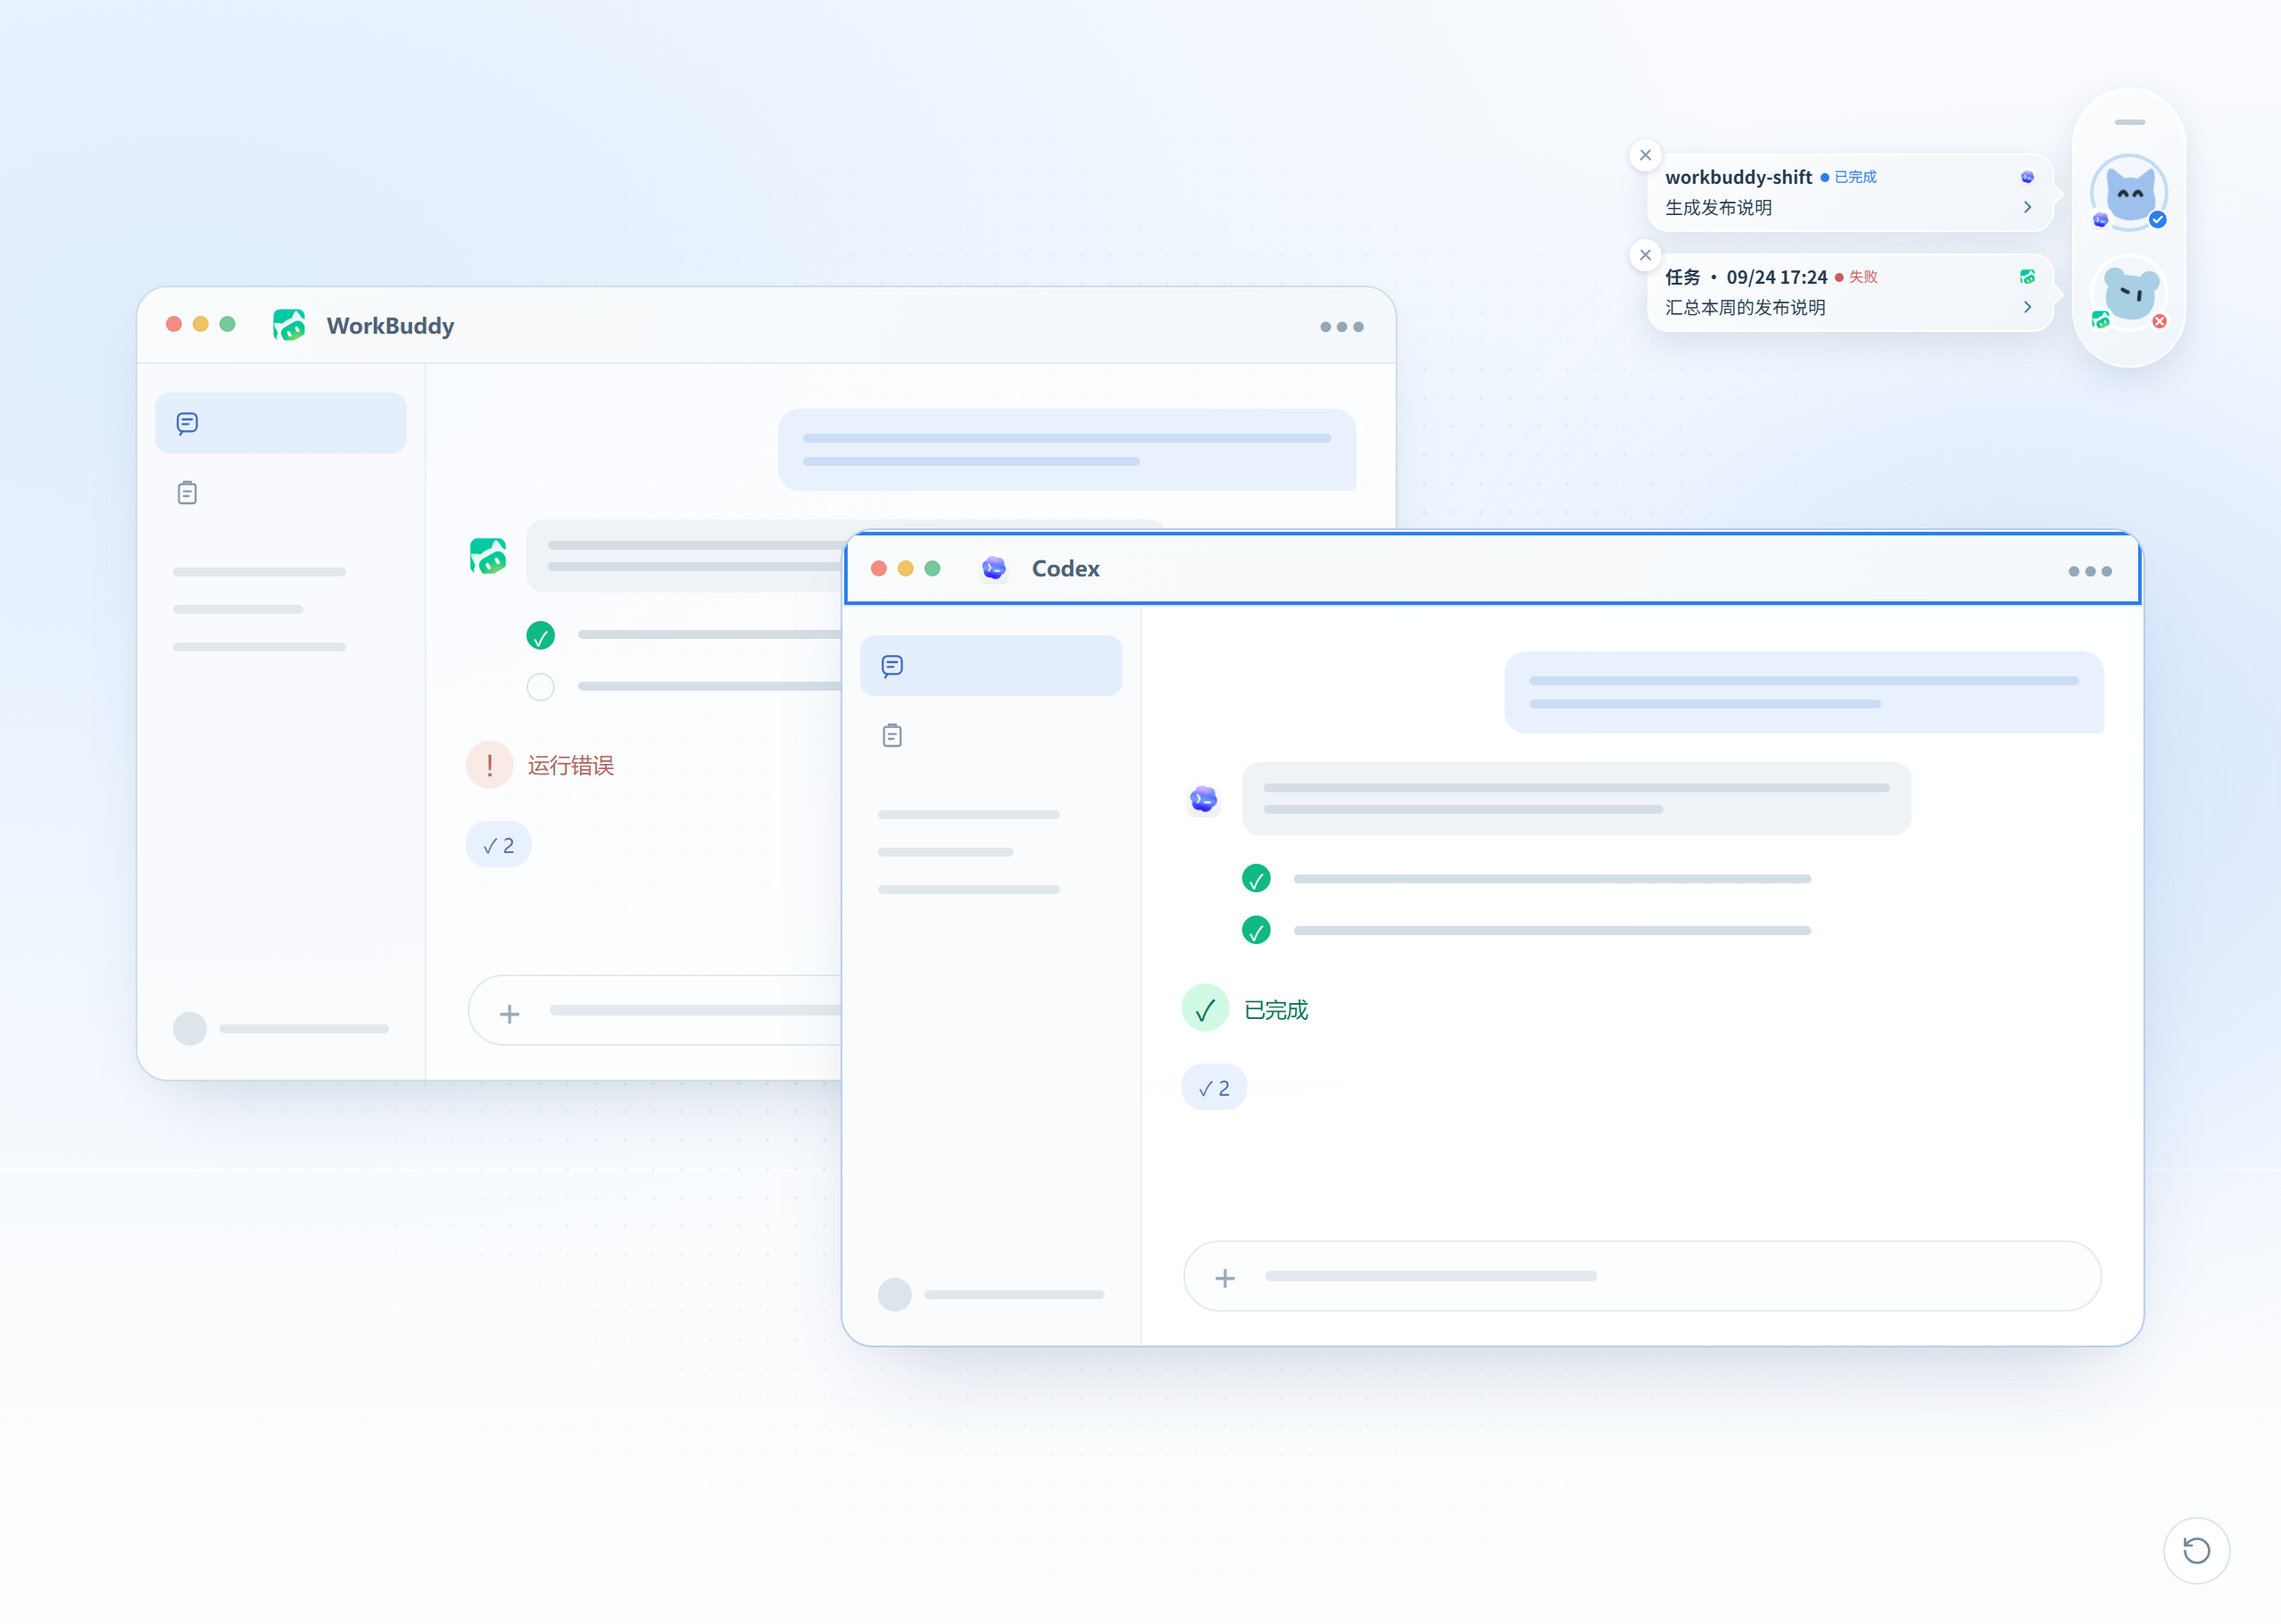 workbuddy-shift 已完成
生成发布说明
任务 · 09/24 17:24 失败
汇总本周的发布说明
WorkBuddy
运行错误
✓ 2
Codex
已完成
✓ 2